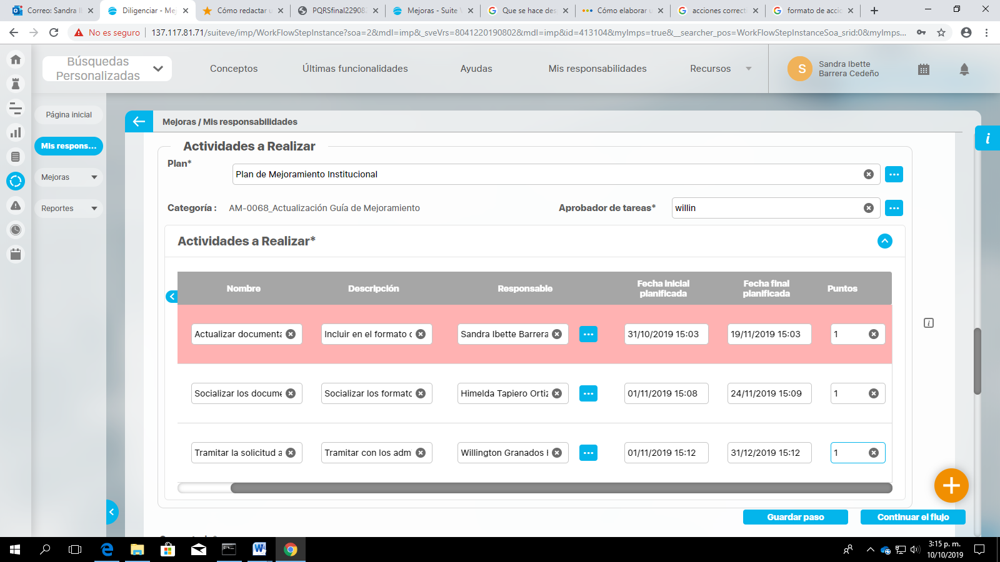 Correo: Sandra I
Diligenciar - Me
Cómo redactar u
PQRSfinal22908
Mejoras - Suite V
Que se hace des
Cómo elaborar u
acciones correct
formato de accio
No es seguro | 137.117.81.71/suiteve/imp/WorkFlowStepInstance?soa=2&mdl=imp&_sveVrs=8041220190802&mdl=imp&id=413104&myImps=true&__searcher_pos=WorkFlowStepInstanceSoa_srid:0&myImps...
Búsquedas
Personalizadas
Conceptos
Últimas funcionalidades
Ayudas
Mis responsabilidades
Recursos
S
Sandra Ibette
Barrera Cedeño
Página inicial
Mis respons...
Mejoras
Reportes
Mejoras / Mis responsabilidades
i
Actividades a Realizar
Plan*
Plan de Mejoramiento Institucional
Categoría : AM-0068_Actualización Guía de Mejoramiento
Aprobador de tareas* willin
Actividades a Realizar*
Nombre Descripción Responsable Fecha inicial planificada Fecha final planificada Puntos
Actualizar documenta Incluir en el formato d Sandra Ibette Barrera 31/10/2019 15:03 19/11/2019 15:03 1
Socializar los docume Socializar los formato Himelda Tapiero Ortiz 01/11/2019 15:08 24/11/2019 15:09 1
Tramitar la solicitud a Tramitar con los adm Willington Granados 01/11/2019 15:12 31/12/2019 15:12 1
Guardar paso
Continuar el flujo
3:15 p. m.
10/10/2019